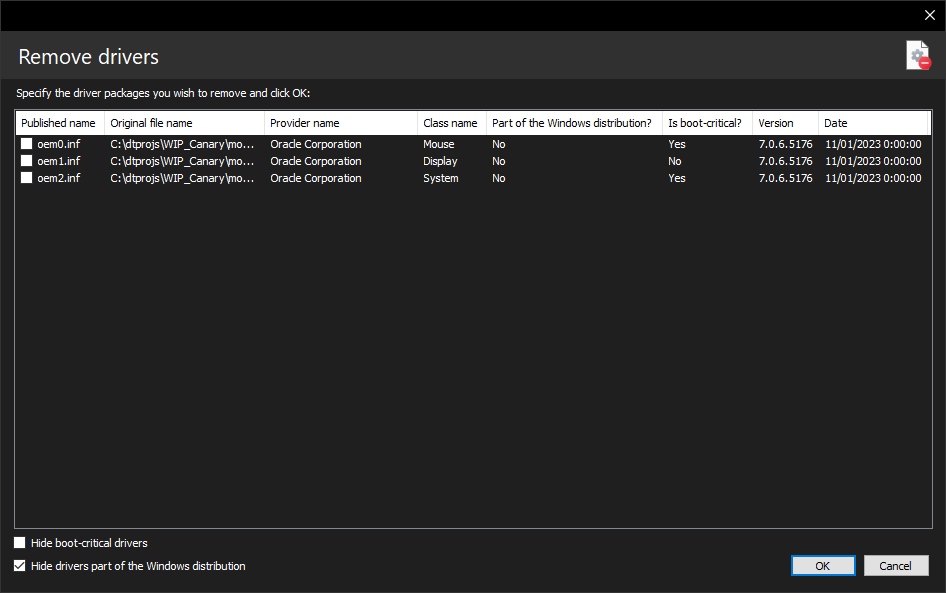 Remove drivers
Specify the driver packages you wish to remove and click OK:
Published name Original file name Provider name Class name Part of the Windows distribution? Is boot-critical? Version Date
oem0.inf C:\dtprojs\WIP_Canary\mo... Oracle Corporation Mouse No Yes 7.0.6.5176 11/01/2023 0:00:00
oem1.inf C:\dtprojs\WIP_Canary\mo... Oracle Corporation Display No No 7.0.6.5176 11/01/2023 0:00:00
oem2.inf C:\dtprojs\WIP_Canary\mo... Oracle Corporation System No Yes 7.0.6.5176 11/01/2023 0:00:00
Hide boot-critical drivers
Hide drivers part of the Windows distribution
OK Cancel